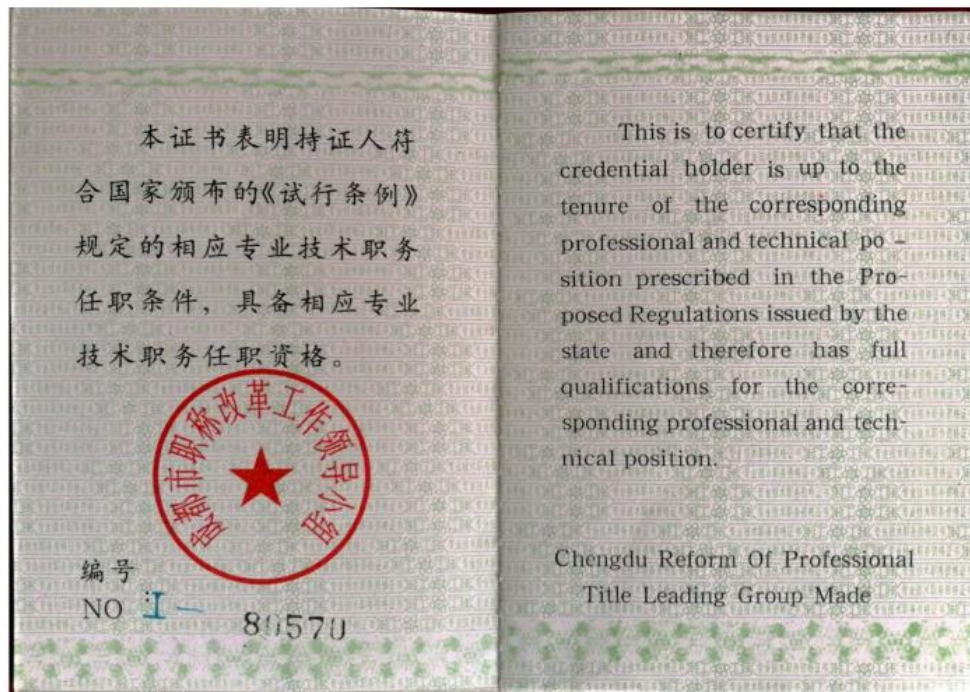 本证书表明持证人符
合国家颁布的《试行条例》
规定的相应专业技术职务
任职条件，具备相应专业
技术职务任职资格。
成都市职称改革工作领导小组
编号
NO : I — 80570
This is to certify that the
credential holder is up to the
tenure of the corresponding
professional and technical po-
sition prescribed in the Pro-
posed Regulations issued by the
state and therefore has full
qualifications for the corre-
sponding professional and tech-
nical position.
Chengdu Reform Of Professional
Title Leading Group Made